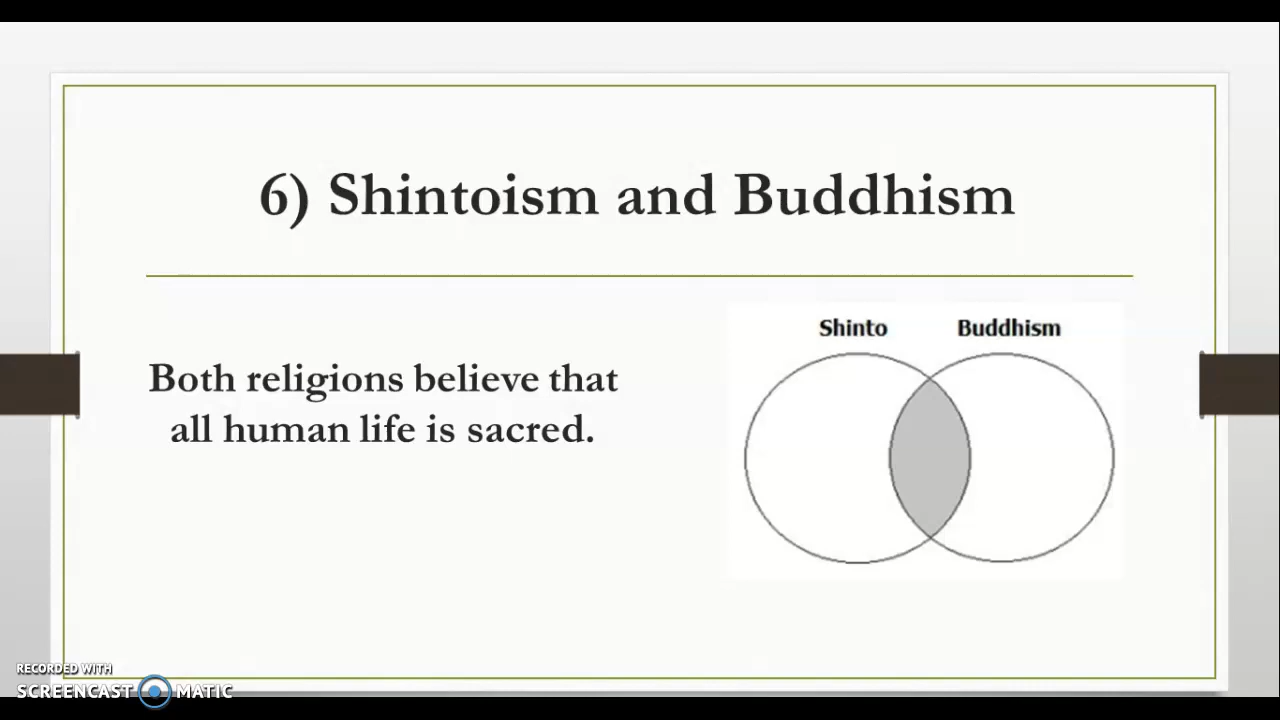 6) Shintoism and Buddhism
Both religions believe that
all human life is sacred.
Shinto Buddhism
RECORDED WITH
SCREENCAST MATIC